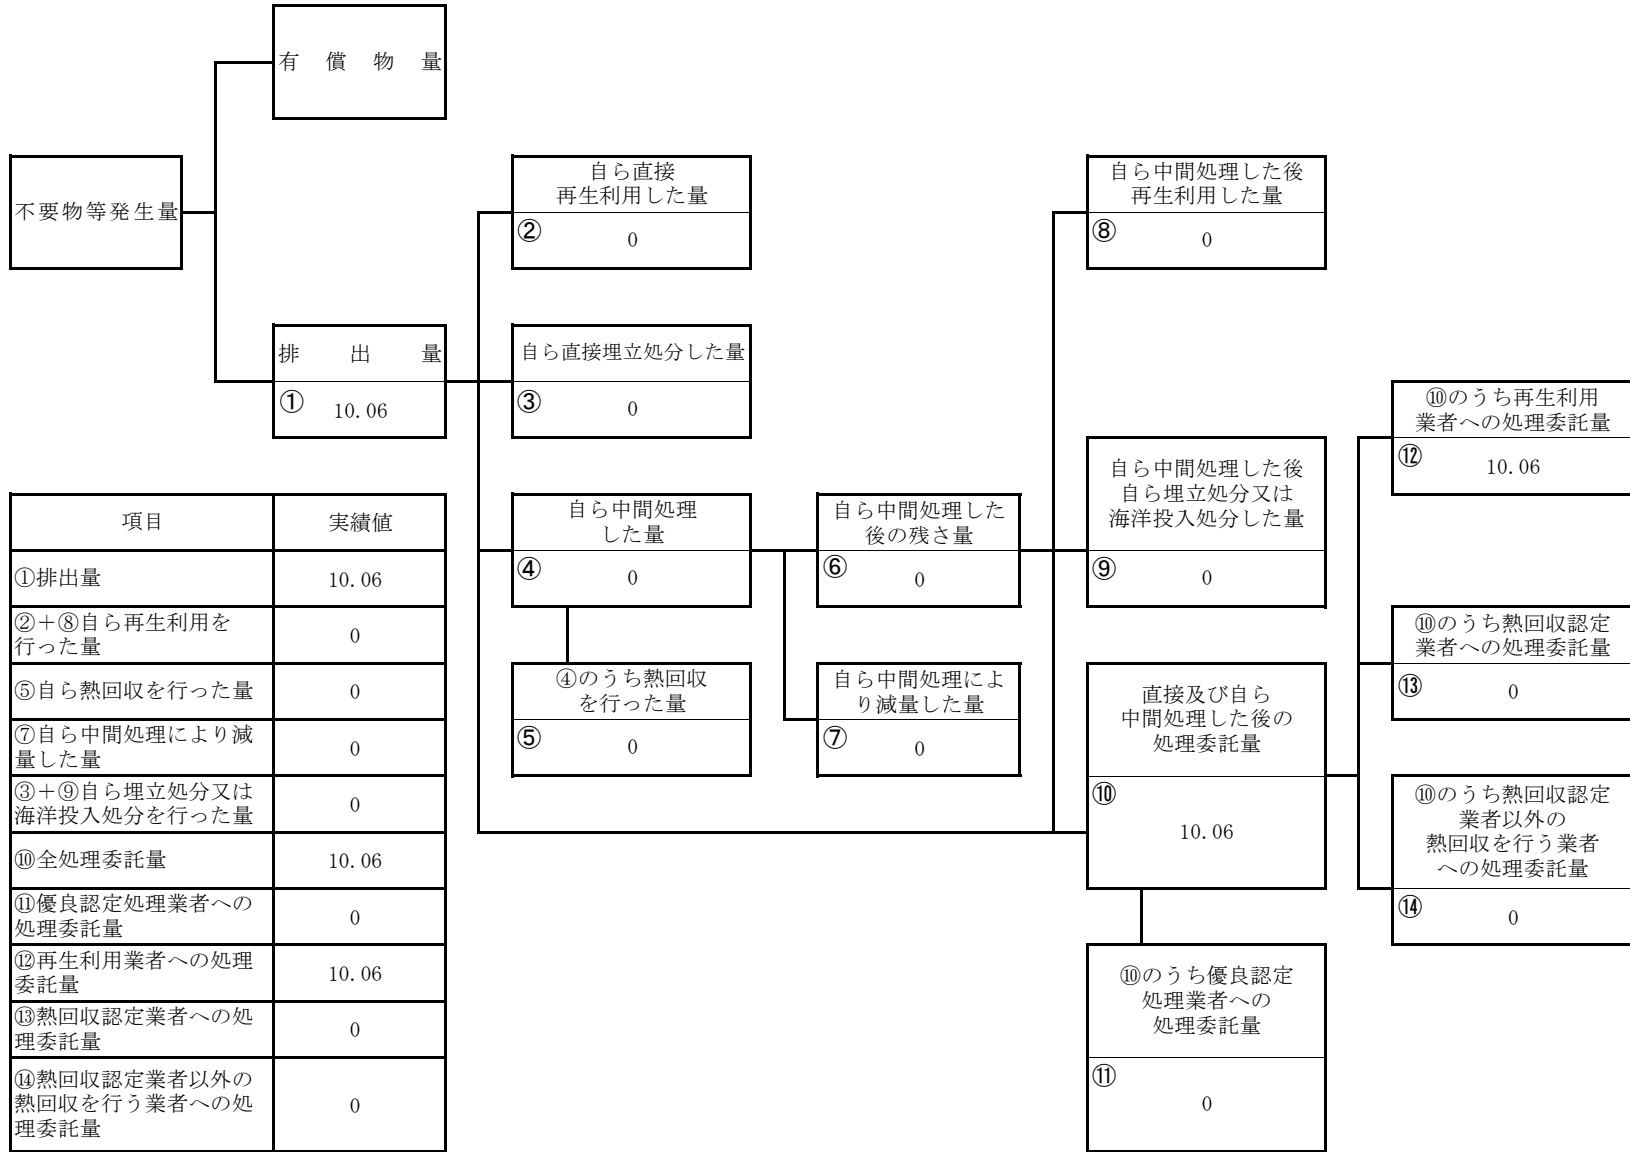 有償物量
不要物等発生量
排出量
① 10.06
自ら直接
再生利用した量
② 0
自ら直接埋立処分した量
③ 0
自ら中間処理
した量
④ 0
④のうち熱回収
を行った量
⑤ 0
自ら中間処理した
後の残さ量
⑥ 0
自ら中間処理によ
り減量した量
⑦ 0
自ら中間処理した後
再生利用した量
⑧ 0
自ら中間処理した後
自ら埋立処分又は
海洋投入処分した量
⑨ 0
直接及び自ら
中間処理した後の
処理委託量
⑩
10.06
⑩のうち優良認定
処理業者への
処理委託量
⑪
0
⑩のうち再生利用
業者への処理委託量
⑫ 10.06
⑩のうち熱回収認定
業者への処理委託量
⑬ 0
⑩のうち熱回収認定
業者以外の
熱回収を行う業者
への処理委託量
⑭ 0
項目 実績値
①排出量 10.06
②＋⑧自ら再生利用を
行った量 0
⑤自ら熱回収を行った量 0
⑦自ら中間処理により減
量した量 0
③＋⑨自ら埋立処分又は
海洋投入処分を行った量 0
⑩全処理委託量 10.06
⑪優良認定処理業者への
処理委託量 0
⑫再生利用業者への処理
委託量 10.06
⑬熱回収認定業者への処
理委託量 0
⑭熱回収認定業者以外の
熱回収を行う業者への処 0
理委託量